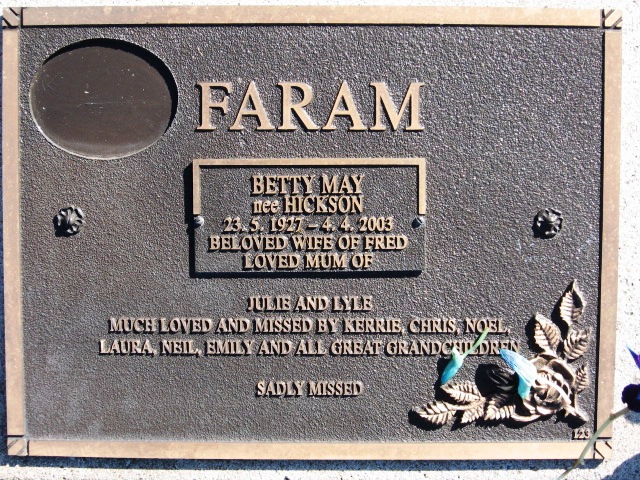 FARAM
BETTY MAY
nee HICKSON
23. 5. 1927 – 4. 4. 2003
BELOVED WIFE OF FRED
LOVED MUM OF
JULIE AND LYLE
MUCH LOVED AND MISSED BY KERRIE, CHRIS, NOEL,
LAURA, NEIL, EMILY AND ALL GREAT GRANDCHILDREN
SADLY MISSED
123